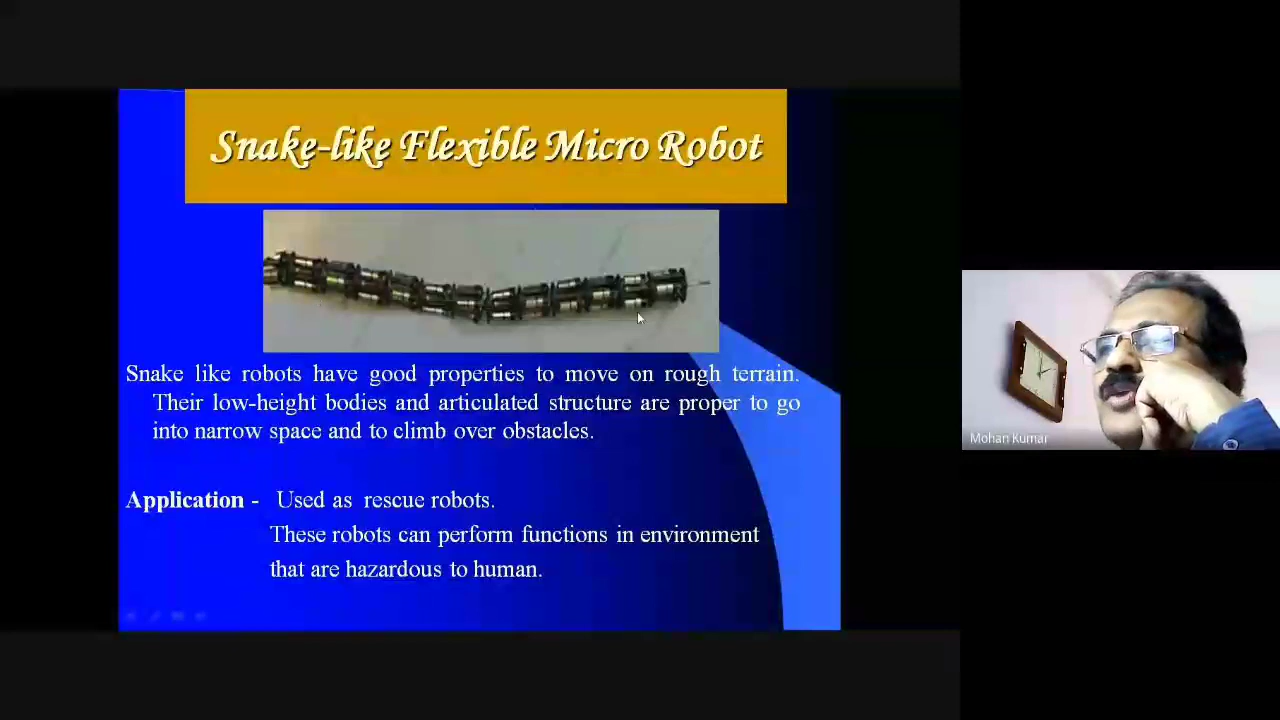 Snake-like Flexible Micro Robot
Snake like robots have good properties to move on rough terrain.
Their low-height bodies and articulated structure are proper to go
into narrow space and to climb over obstacles.
Application - Used as rescue robots.
These robots can perform functions in environment
that are hazardous to human.
Mohan Kumar